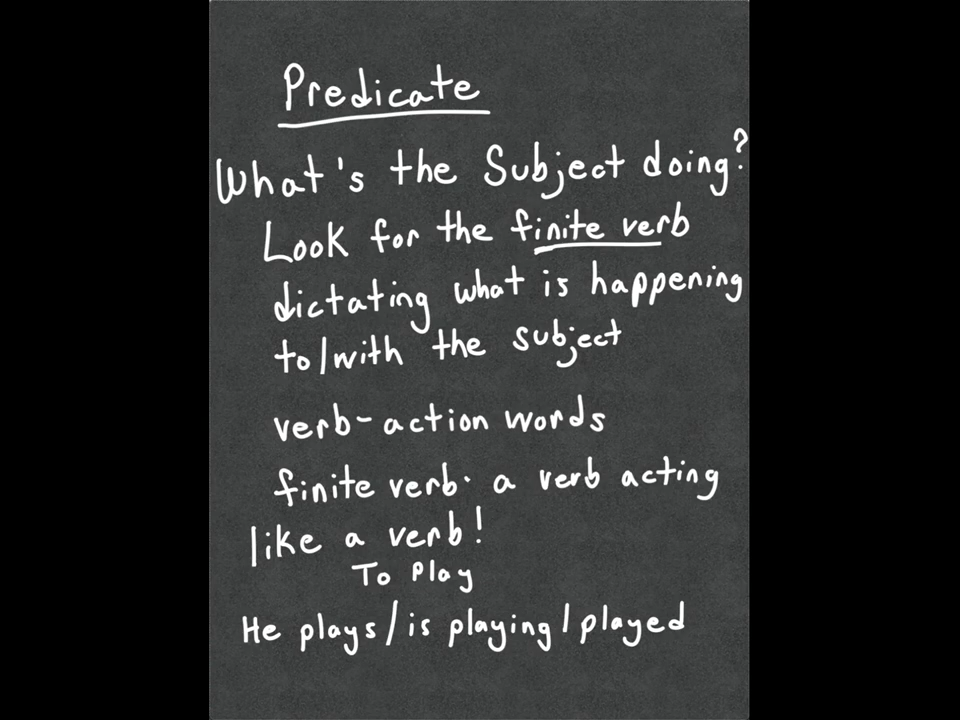 Predicate
What's the Subject doing?
Look for the finite verb
dictating what is happening
to/with the subject
verb-action words
finite verb· a verb acting
like a verb!
To Play
He plays/is playing/played